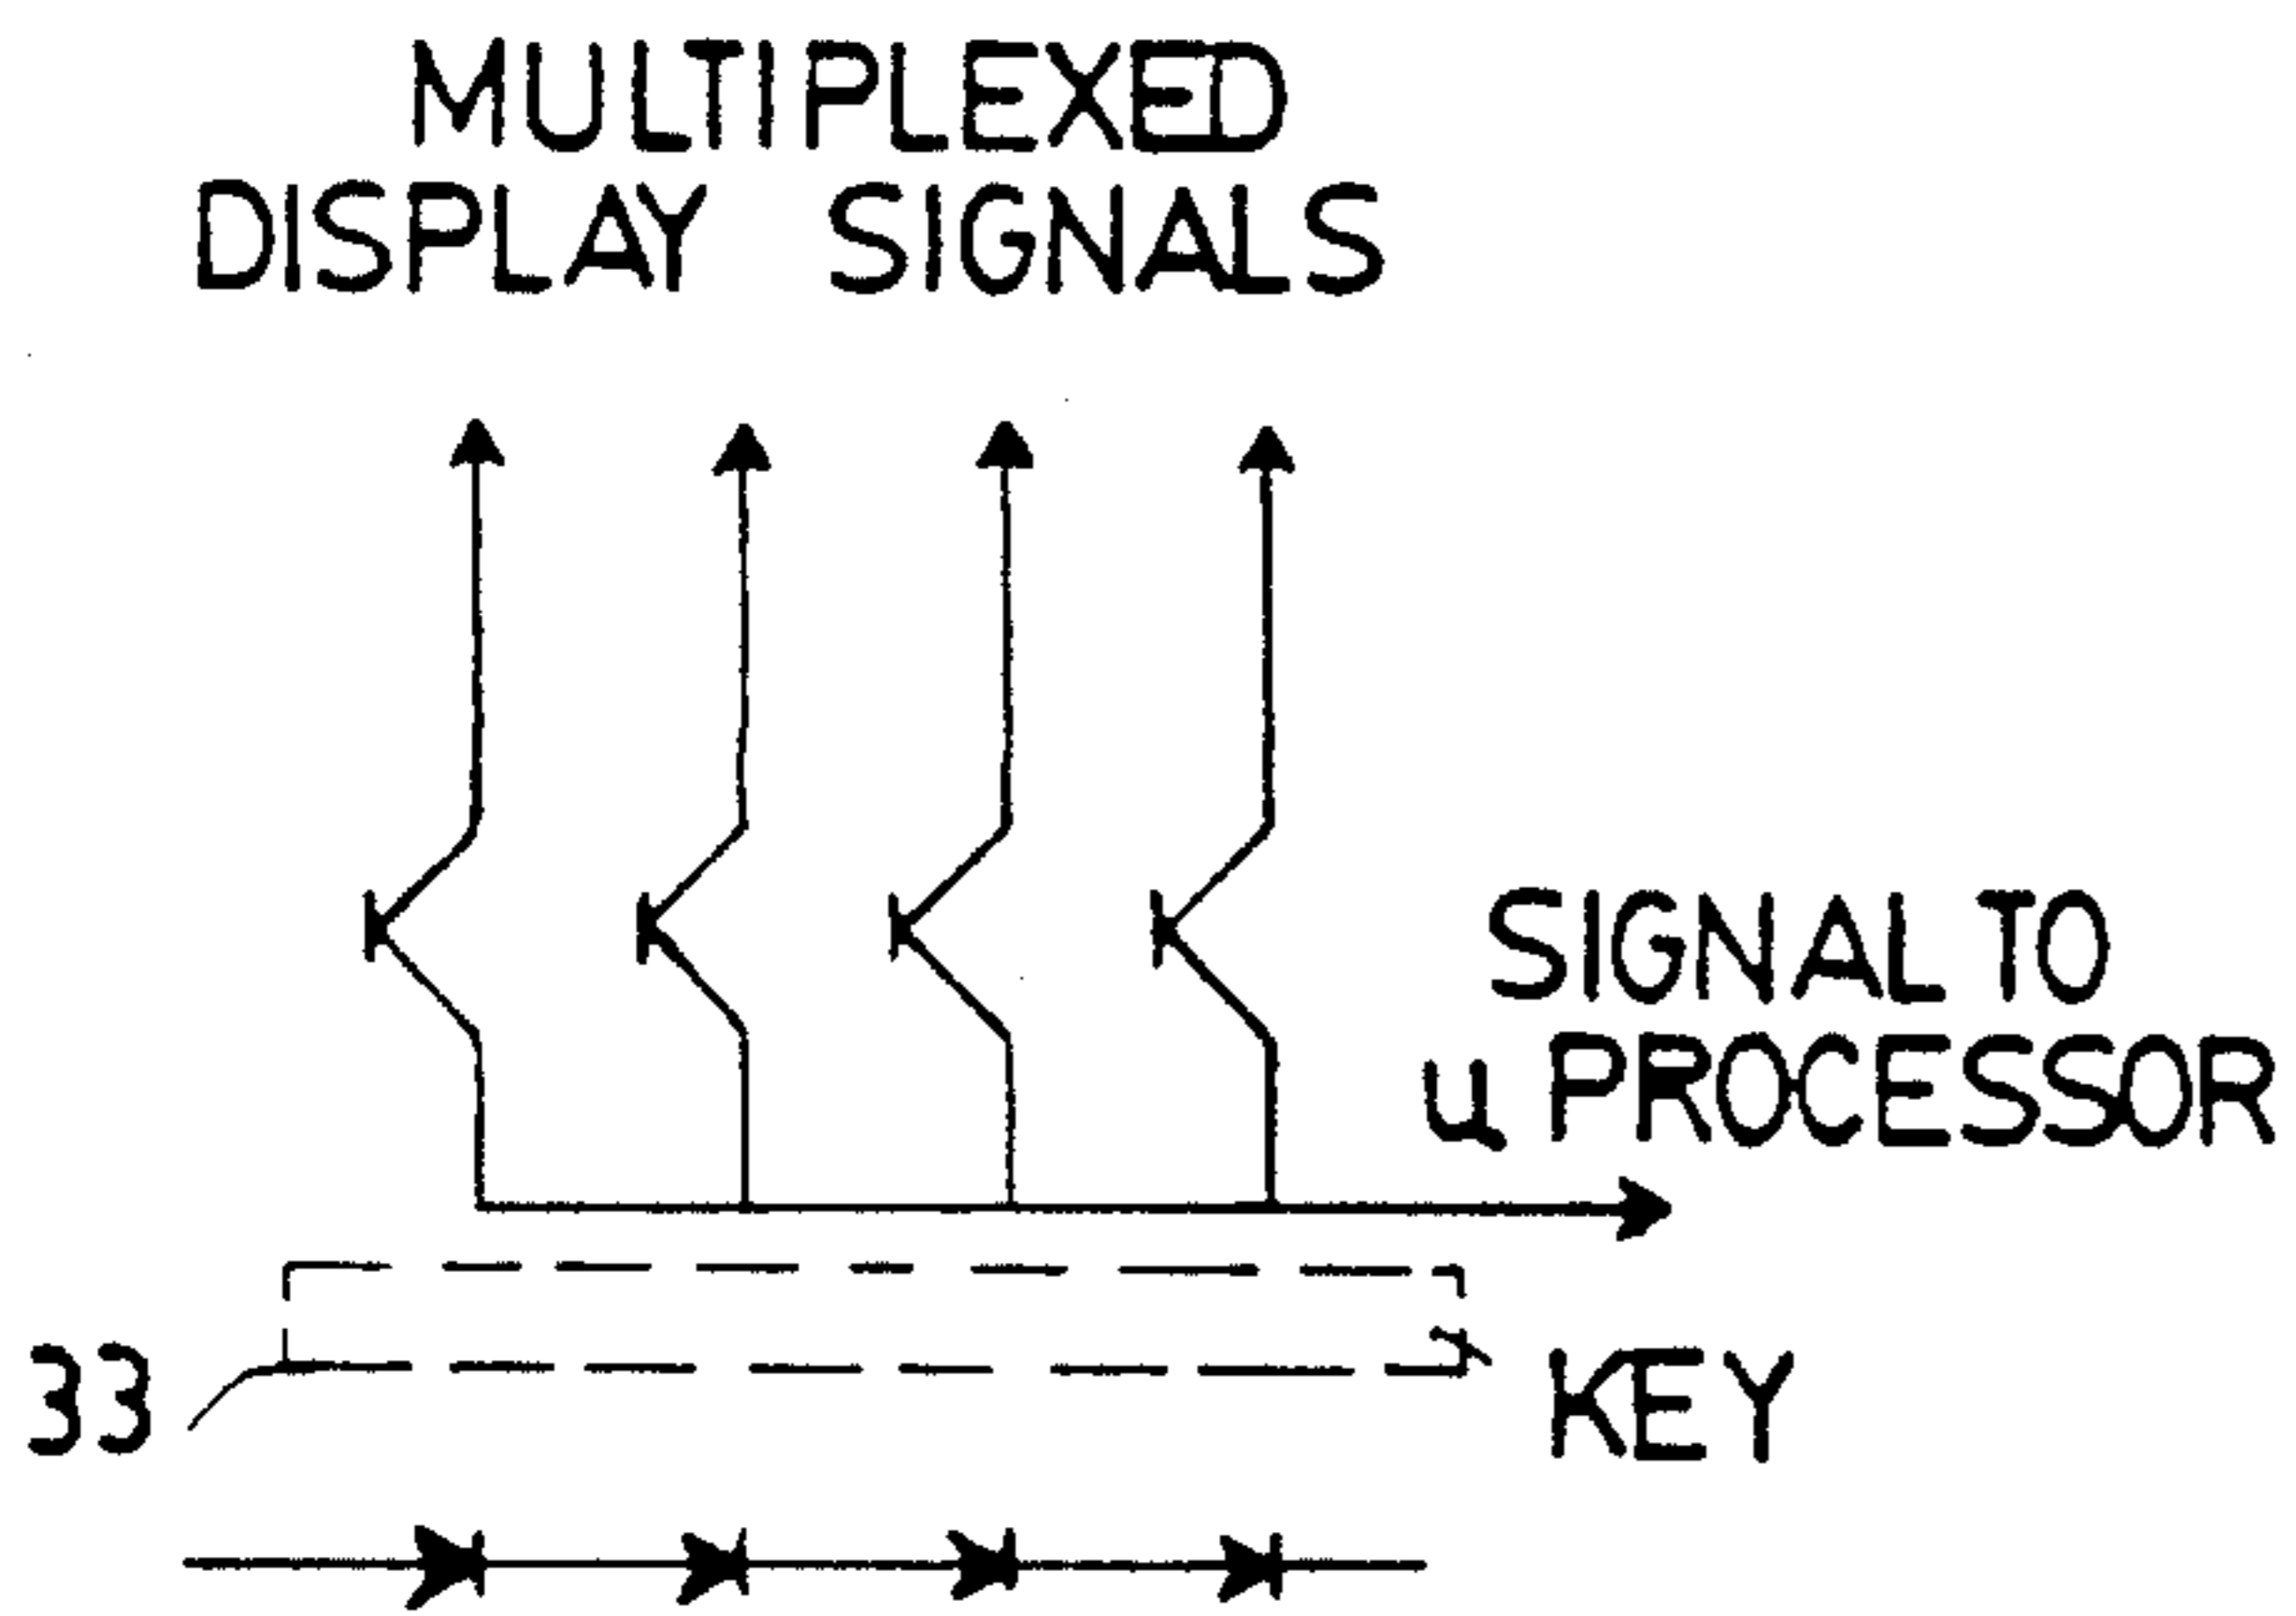 MULTIPLEXED
DISPLAY SIGNALS
SIGNAL TO
u PROCESSOR
33
KEY